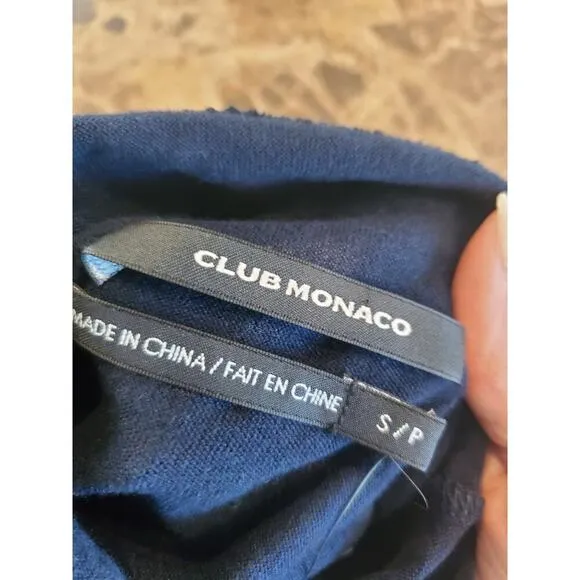 CLUB MONACO
MADE IN CHINA / FAIT EN CHINE
S / P